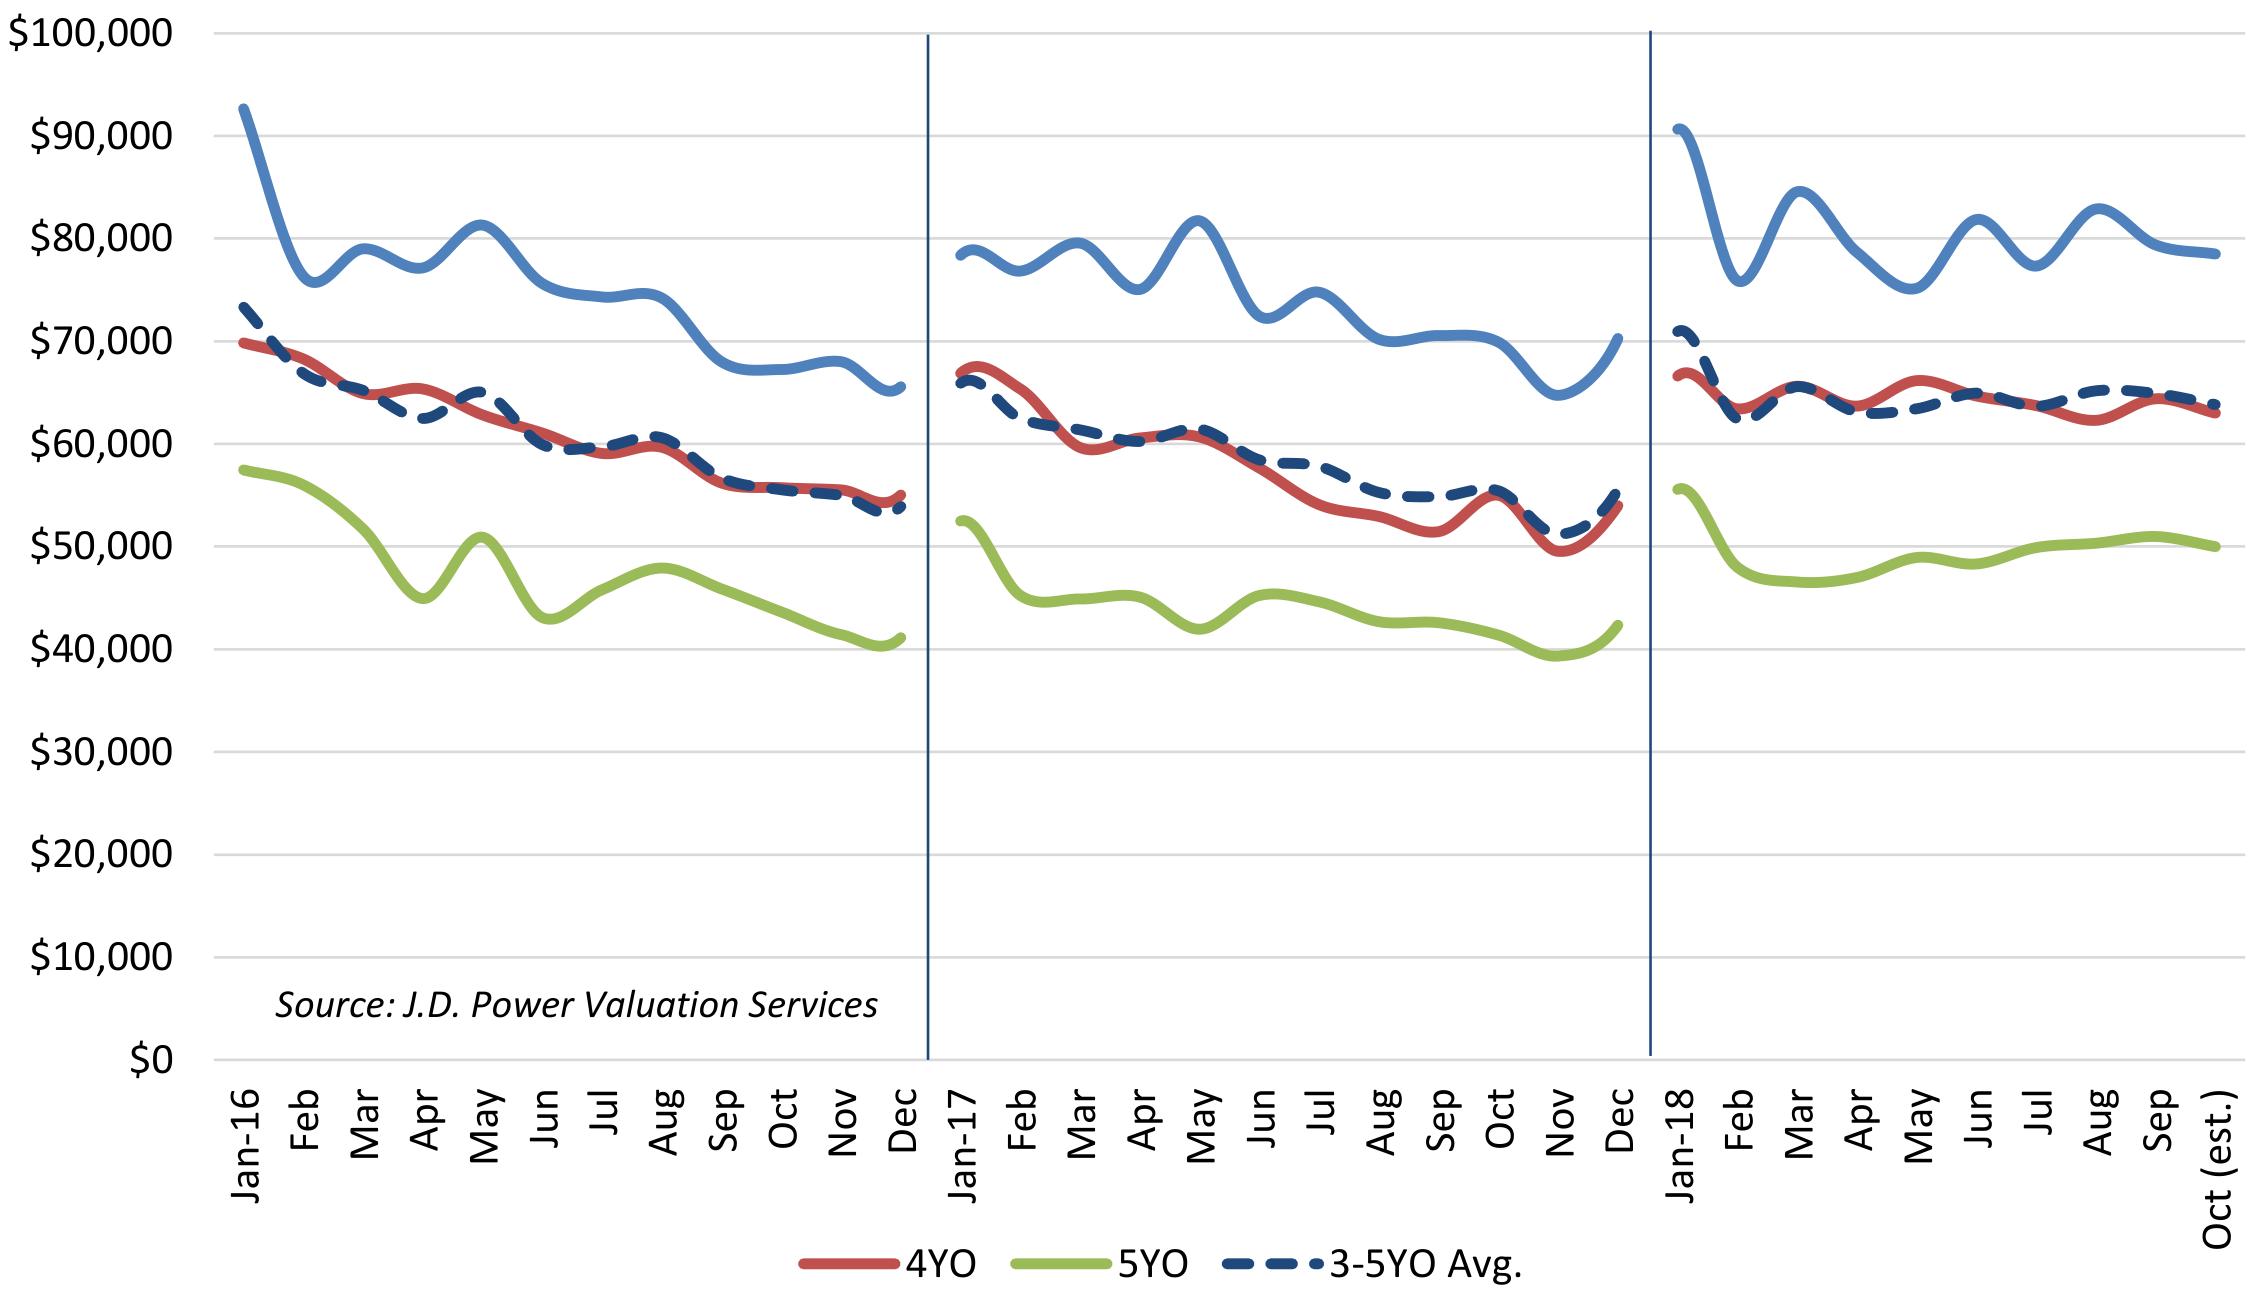 $100,000
$90,000
$80,000
$70,000
$60,000
$50,000
$40,000
$30,000
$20,000
$10,000
$0
Source: J.D. Power Valuation Services
Jan-16
Feb
Mar
Apr
May
Jun
Jul
Aug
Sep
Oct
Nov
Dec
Jan-17
Feb
Mar
Apr
May
Jun
Jul
Aug
Sep
Oct
Nov
Dec
Jan-18
Feb
Mar
Apr
May
Jun
Jul
Aug
Sep
Oct (est.)
4YO
5YO
3-5YO Avg.